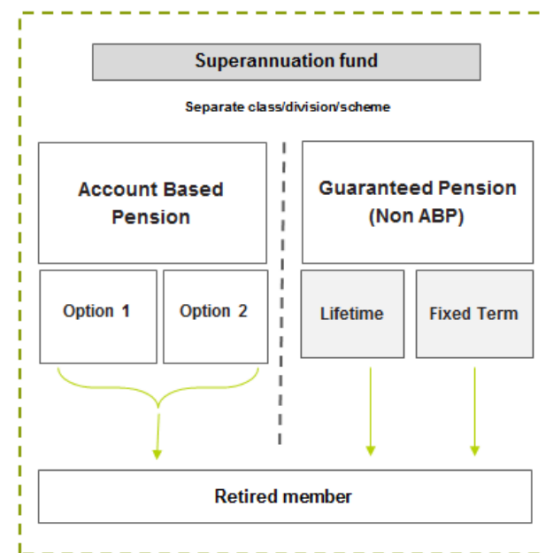 Superannuation fund
Separate class/division/scheme
Account Based
Pension
Guaranteed Pension
(Non ABP)
Option 1
Option 2
Lifetime
Fixed Term
Retired member